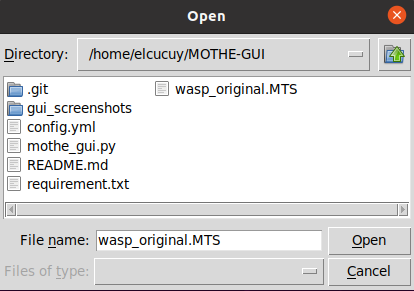 Open
Directory: /home/elcucuy/MOTHE-GUI
.git
gui_screenshots
config.yml
mothe_gui.py
README.md
requirement.txt
wasp_original.MTS
File name: wasp_original.MTS Open
Files of type: Cancel